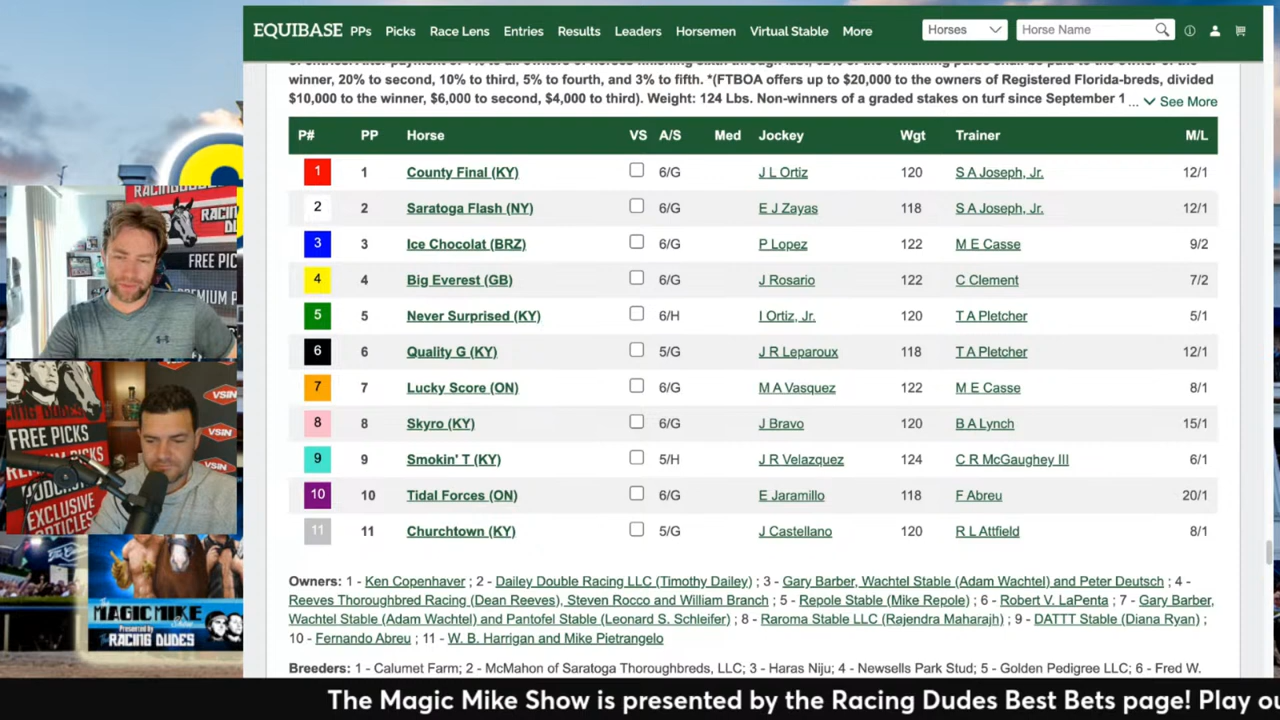 EQUIBASE PPs Picks Race Lens Entries Results Leaders Horsemen Virtual Stable More Horses Horse Name
winner, 20% to second, 10% to third, 5% to fourth, and 3% to fifth. *(FTBOA offers up to $20,000 to the owners of Registered Florida-breds, divided
$10,000 to the winner, $6,000 to second, $4,000 to third). Weight: 124 Lbs. Non-winners of a graded stakes on turf since September 1 ... See More
P# PP Horse VS A/S Med Jockey Wgt Trainer M/L
1 1 County Final (KY) 6/G J L Ortiz 120 S A Joseph, Jr. 12/1
2 2 Saratoga Flash (NY) 6/G E J Zayas 118 S A Joseph, Jr. 12/1
3 3 Ice Chocolat (BRZ) 6/G P Lopez 122 M E Casse 9/2
4 4 Big Everest (GB) 6/G J Rosario 122 C Clement 7/2
5 5 Never Surprised (KY) 6/H I Ortiz, Jr. 120 T A Pletcher 5/1
6 6 Quality G (KY) 5/G J R Leparoux 118 T A Pletcher 12/1
7 7 Lucky Score (ON) 6/G M A Vasquez 122 M E Casse 8/1
8 8 Skyro (KY) 6/G J Bravo 120 B A Lynch 15/1
9 9 Smokin' T (KY) 5/H J R Velazquez 124 C R McGaughey III 6/1
10 10 Tidal Forces (ON) 6/G E Jaramillo 118 F Abreu 20/1
11 11 Churchtown (KY) 5/G J Castellano 120 R L Attfield 8/1
Owners: 1 - Ken Copenhaver ; 2 - Dailey Double Racing LLC (Timothy Dailey) ; 3 - Gary Barber, Wachtel Stable (Adam Wachtel) and Peter Deutsch ; 4 -
Reeves Thoroughbred Racing (Dean Reeves), Steven Rocco and William Branch ; 5 - Repole Stable (Mike Repole) ; 6 - Robert V. LaPenta ; 7 - Gary Barber,
Wachtel Stable (Adam Wachtel) and Pantofel Stable (Leonard S. Schleifer) ; 8 - Raroma Stable LLC (Rajendra Maharajh) ; 9 - DATTT Stable (Diana Ryan) ;
10 - Fernando Abreu ; 11 - W. B. Harrigan and Mike Pietrangelo
Breeders: 1 - Calumet Farm; 2 - McMahon of Saratoga Thoroughbreds, LLC; 3 - Haras Niju; 4 - Newsells Park Stud; 5 - Golden Pedigree LLC; 6 - Fred W.
RACINGDUDES
RACIN
FREE PIC
PREMIUM P
FREE PICKS
EXCLUSIVE
ARTICLES
VSiN
VSiN
VSiN
THE
MAGIC MIKE
SHOW
Presented By
THE RACING DUDES
The Magic Mike Show is presented by the Racing Dudes Best Bets page! Play ou